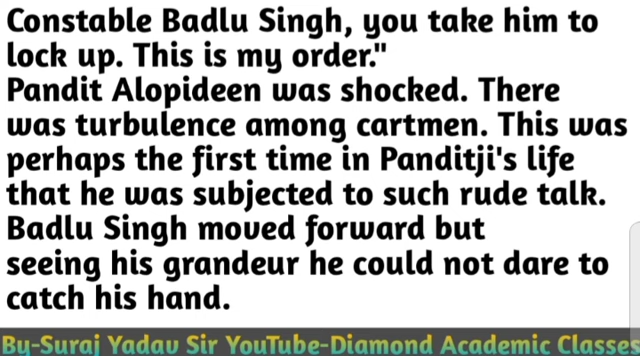 Constable Badlu Singh, you take him to
lock up. This is my order."
Pandit Alopideen was shocked. There
was turbulence among cartmen. This was
perhaps the first time in Panditji's life
that he was subjected to such rude talk.
Badlu Singh moved forward but
seeing his grandeur he could not dare to
catch his hand.
By-Suraj Yadav Sir YouTube-Diamond Academic Classes